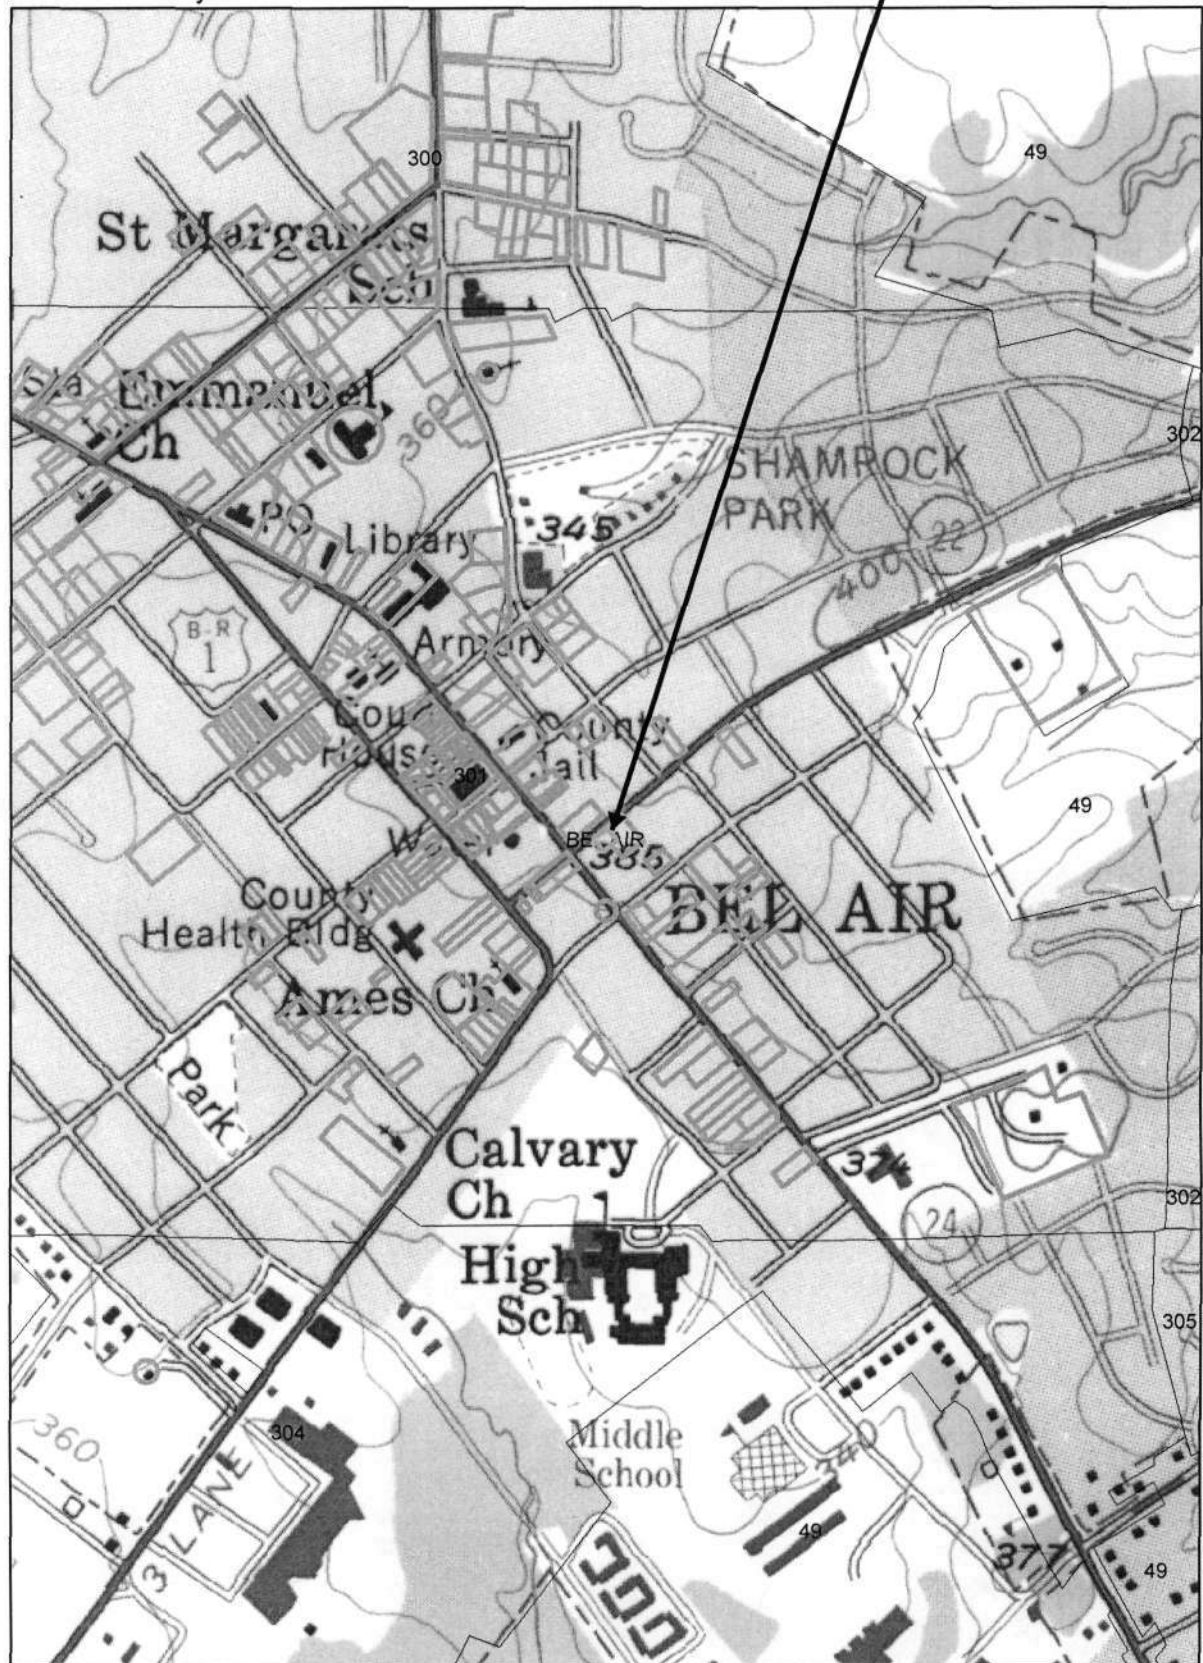 49
300
St Margarets
Sch
Sta
Emmanuel
Ch
360
302
SHAMROCK
PARK
PO
345
22
Library
400
B-R
1
Armory
Court
House
County
Jail
301
49
BEL AIR
385
County
Health Bldg
BEL AIR
Ames Ch
Park
Calvary
Ch
374
302
24
High
Sch
305
304
360
Middle
School
340
3 LANE
49
377
49